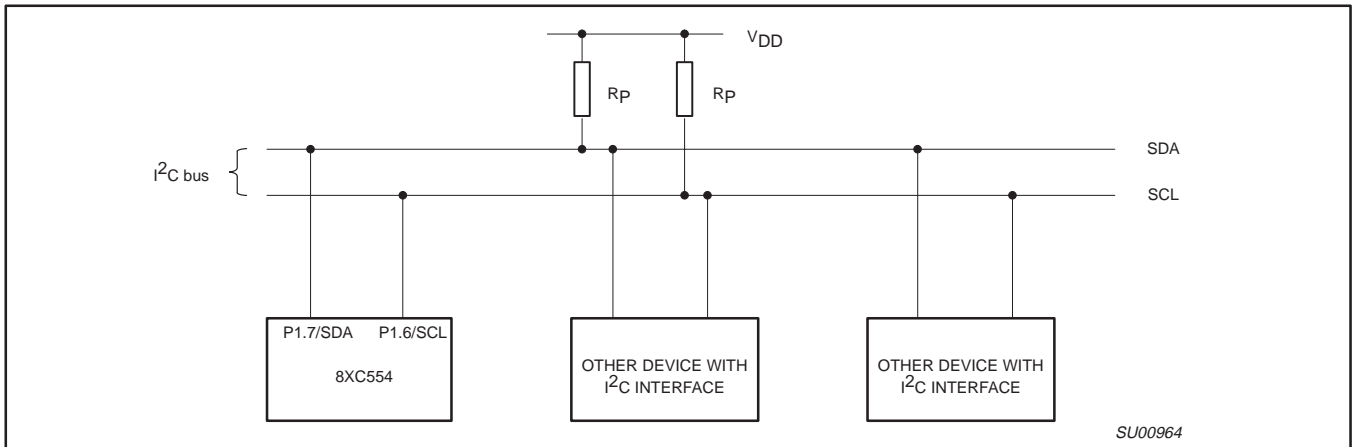 VDD
RP
RP
SDA
I2C bus
SCL
P1.7/SDA
P1.6/SCL
8XC554
OTHER DEVICE WITH
I2C INTERFACE
OTHER DEVICE WITH
I2C INTERFACE
SU00964